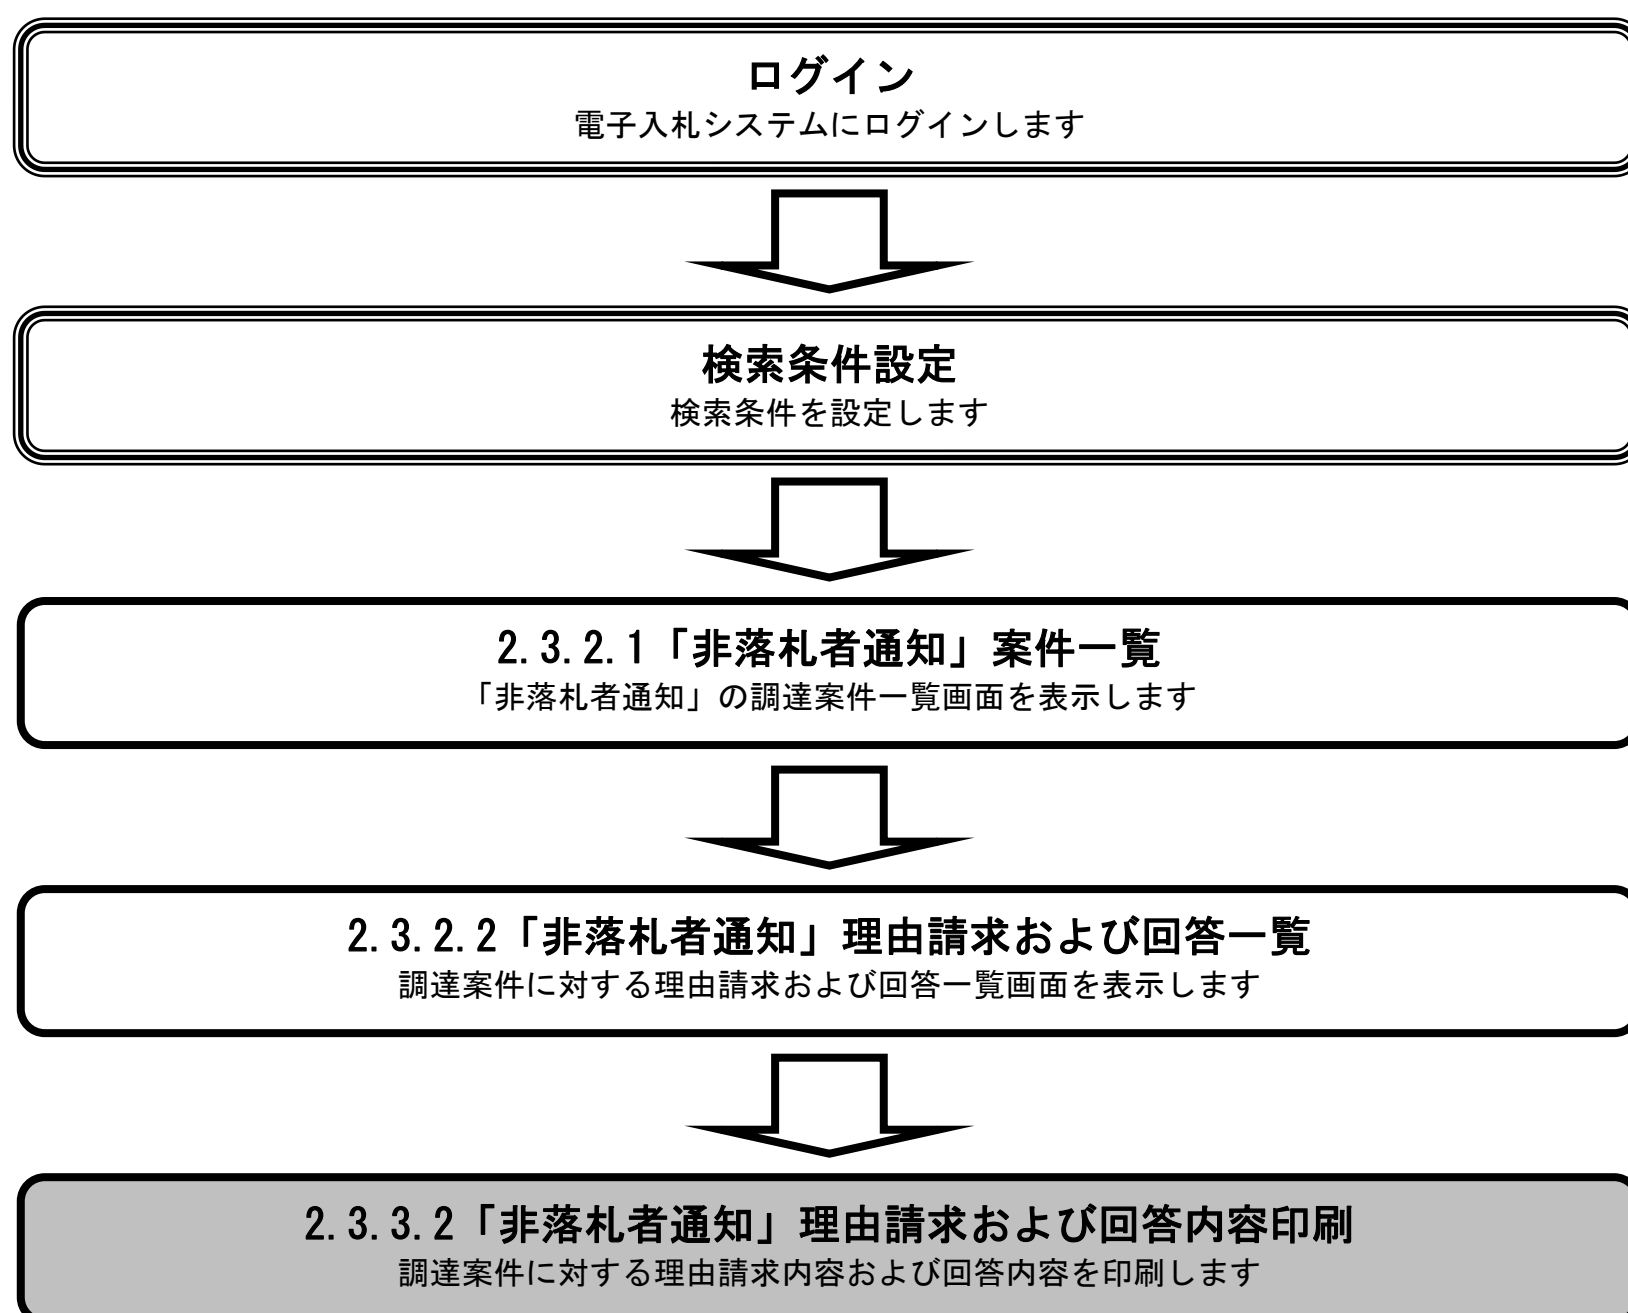 ログイン
電子入札システムにログインします
検索条件設定
検索条件を設定します
2.3.2.1「非落札者通知」案件一覧
「非落札者通知」の調達案件一覧画面を表示します
2.3.2.2「非落札者通知」理由請求および回答一覧
調達案件に対する理由請求および回答一覧画面を表示します
2.3.3.2「非落札者通知」理由請求および回答内容印刷
調達案件に対する理由請求内容および回答内容を印刷します